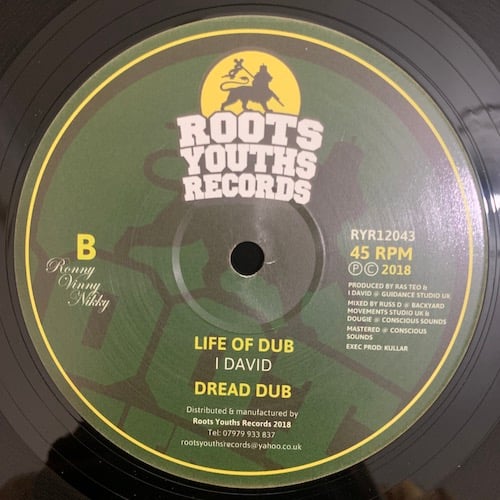 ROOTS
YOUTHS
RECORDS
B
Ronny
Vinny
Nikky
RYR12043
45 RPM
Ⓟ © 2018
PRODUCED BY RAS TEO &
I DAVID @ GUIDANCE STUDIO UK
MIXED BY RUSS D @ BACKYARD
MOVEMENTS STUDIO UK &
DOUGIE @ CONSCIOUS SOUNDS
MASTERED @ CONSCIOUS
SOUNDS
EXEC PROD: KULLAR
LIFE OF DUB
I DAVID
DREAD DUB
Distributed & manufactured by
Roots Youths Records 2018
Tel: 07979 933 837
rootsyouthsrecords@yahoo.co.uk